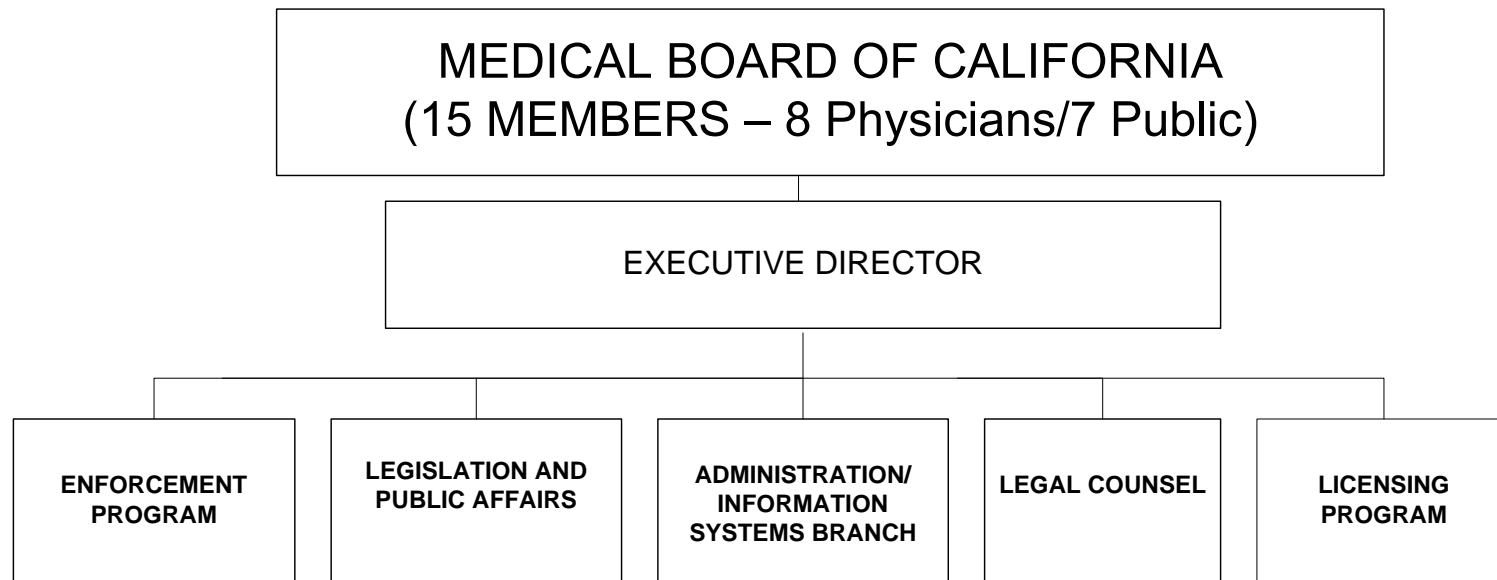 MEDICAL BOARD OF CALIFORNIA
(15 MEMBERS – 8 Physicians/7 Public)
EXECUTIVE DIRECTOR
ENFORCEMENT
PROGRAM
LEGISLATION AND
PUBLIC AFFAIRS
ADMINISTRATION/
INFORMATION
SYSTEMS BRANCH
LEGAL COUNSEL
LICENSING
PROGRAM